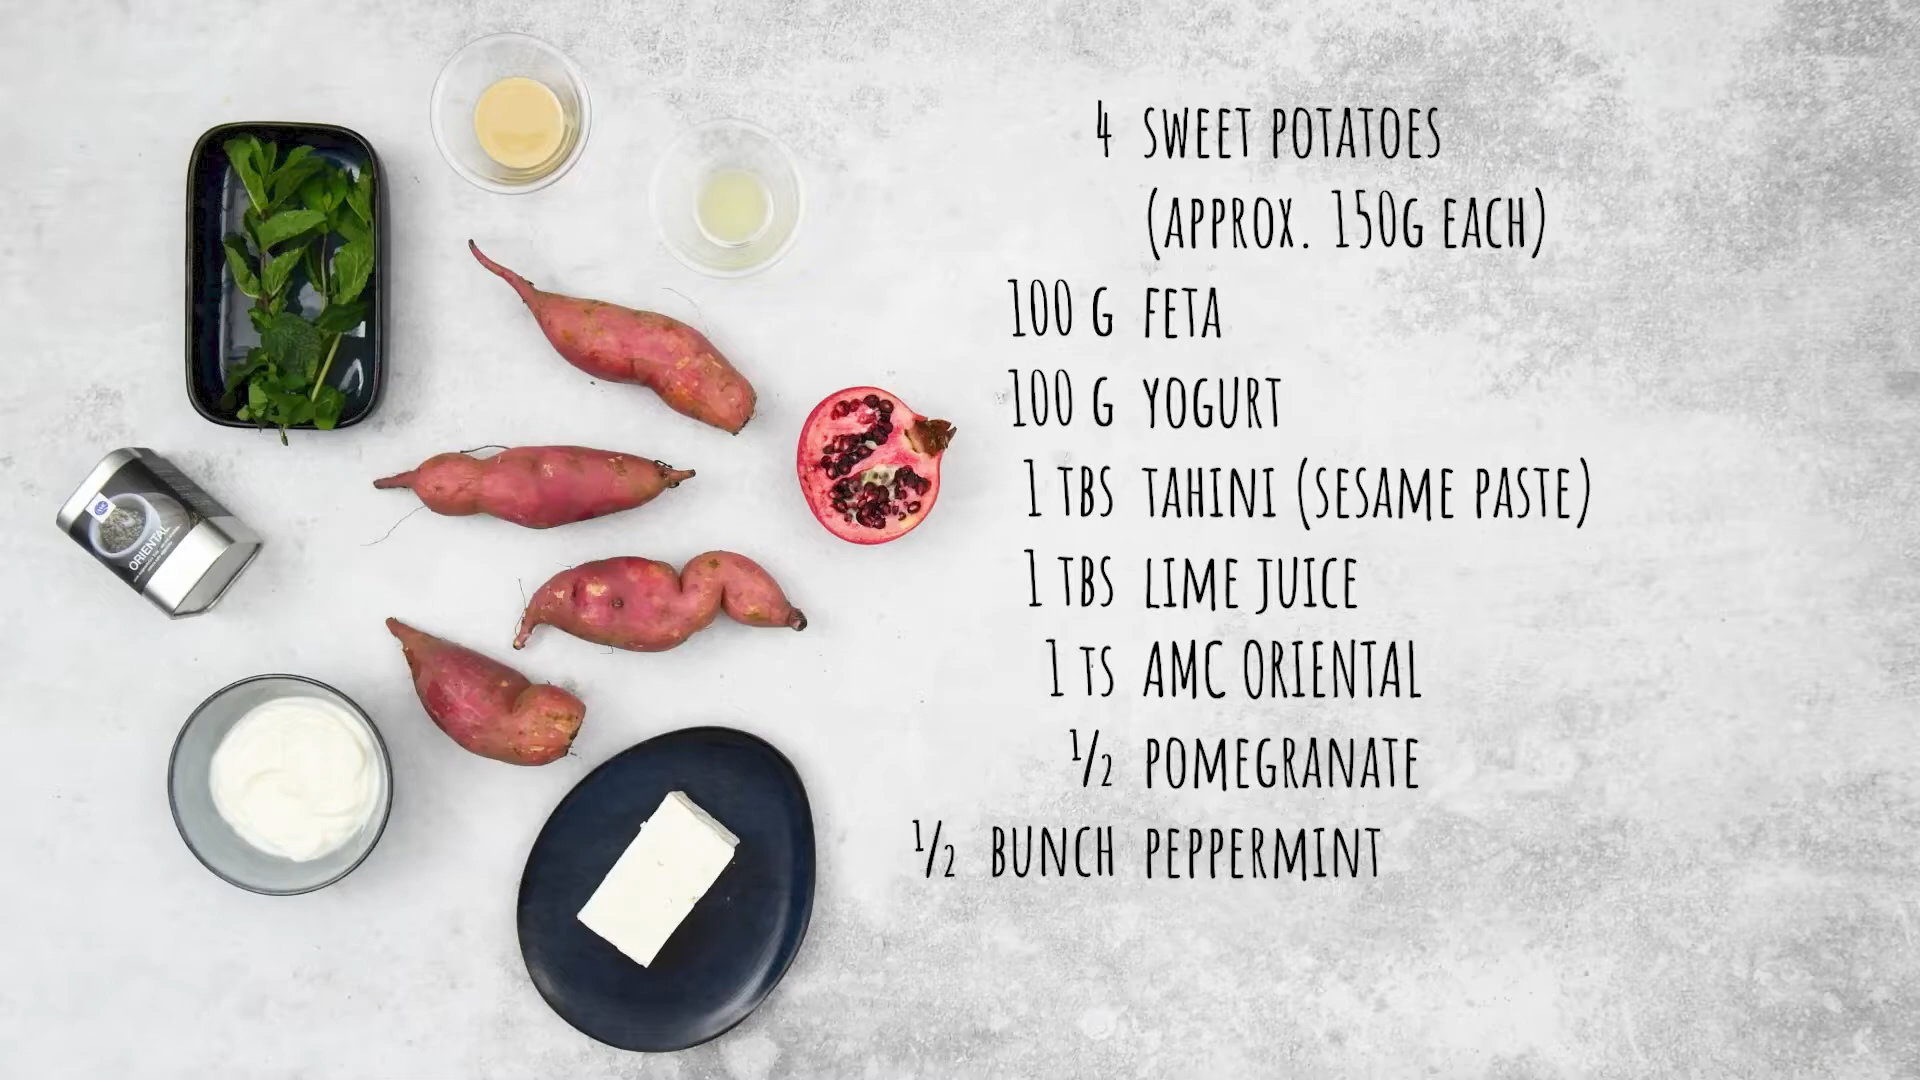 4 SWEET POTATOES
(APPROX. 150G EACH)
100 G FETA
100 G YOGURT
1 TBS TAHINI (SESAME PASTE)
1 TBS LIME JUICE
1 TS AMC ORIENTAL
½ POMEGRANATE
½ BUNCH PEPPERMINT
ORIENTAL